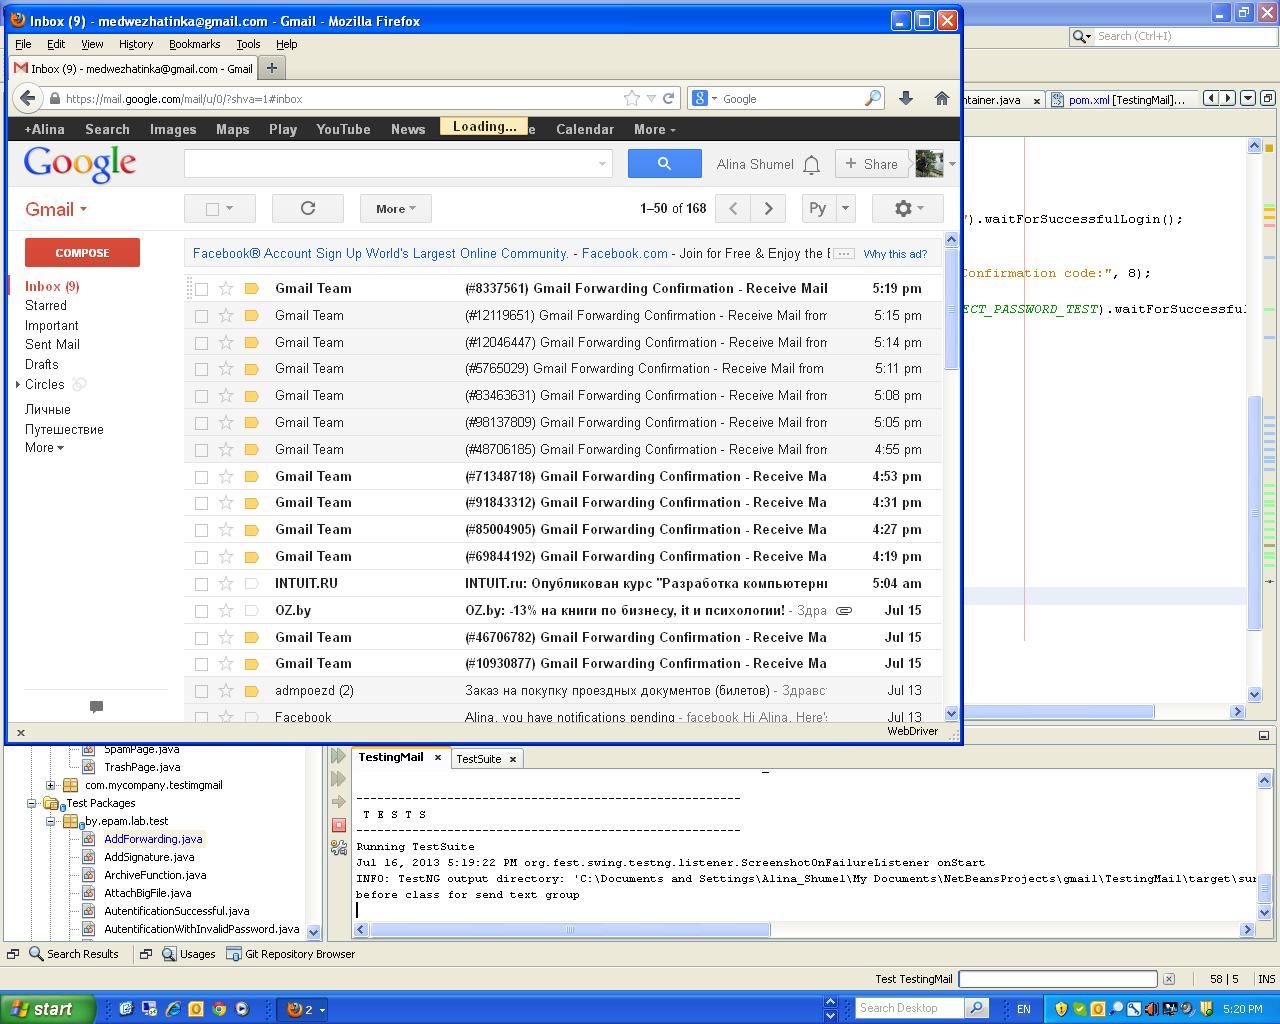 Inbox (9) - medwezhatinka@gmail.com - Gmail - Mozilla Firefox
File Edit View History Bookmarks Tools Help
Search (Ctrl+I)
Inbox (9) - medwezhatinka@gmail.com - Gmail
https://mail.google.com/mail/u/0/?shva=1#inbox
Google
ntainer.java
pom.xml [TestingMail]...
+Alina Search Images Maps Play YouTube News Loading... Calendar More
Google
Alina Shumel
+ Share
Gmail
More
1–50 of 168
Py
COMPOSE
Facebook® Account Sign Up World's Largest Online Community. - Facebook.com - Join for Free & Enjoy the
Why this ad?
Inbox (9)
Starred
Important
Sent Mail
Drafts
Circles
Личные
Путешествие
More
Gmail Team (#8337561) Gmail Forwarding Confirmation - Receive Mail 5:19 pm
Gmail Team (#12119651) Gmail Forwarding Confirmation - Receive Mail from 5:15 pm
Gmail Team (#12046447) Gmail Forwarding Confirmation - Receive Mail from 5:14 pm
Gmail Team (#5765029) Gmail Forwarding Confirmation - Receive Mail from 5:11 pm
Gmail Team (#83463631) Gmail Forwarding Confirmation - Receive Mail from 5:08 pm
Gmail Team (#98137809) Gmail Forwarding Confirmation - Receive Mail from 5:05 pm
Gmail Team (#48706185) Gmail Forwarding Confirmation - Receive Mail from 4:55 pm
Gmail Team (#71348718) Gmail Forwarding Confirmation - Receive Ma 4:53 pm
Gmail Team (#91843312) Gmail Forwarding Confirmation - Receive Ma 4:31 pm
Gmail Team (#85004905) Gmail Forwarding Confirmation - Receive Ma 4:27 pm
Gmail Team (#69844192) Gmail Forwarding Confirmation - Receive Ma 4:19 pm
INTUIT.RU INTUIT.ru: Опубликован курс "Разработка компьютерн 5:04 am
OZ.by OZ.by: -13% на книги по бизнесу, it и психологии! - Здра Jul 15
Gmail Team (#46706782) Gmail Forwarding Confirmation - Receive Ma Jul 15
Gmail Team (#10930877) Gmail Forwarding Confirmation - Receive Ma Jul 15
admpoezd (2) Заказ на покупку проездных документов (билетов) - Здравс Jul 13
Facebook Alina, you have notifications pending - facebook Hi Alina, Here's Jul 13
WebDriver
).waitForSuccessfulLogin();
Confirmation code:", 8);
ECT_PASSWORD_TEST).waitForSuccessful
SpamPage.java
TrashPage.java
com.mycompany.testimgmail
Test Packages
by.epam.lab.test
AddForwarding.java
AddSignature.java
ArchiveFunction.java
AttachBigFile.java
AutentificationSuccessful.java
AutentificationWithInvalidPassword.java
TestingMail TestSuite
-------------------------------------------------------
T E S T S
-------------------------------------------------------
Running TestSuite
Jul 16, 2013 5:19:22 PM org.fest.swing.testng.listener.ScreenshotOnFailureListener onStart
INFO: TestNG output directory: 'C:\Documents and Settings\Alina_Shumel\My Documents\NetBeansProjects\gmail\TestingMail\target\sur
before class for send text group
Search Results Usages Git Repository Browser
Test TestingMail
58 | 5 INS
start
2
Search Desktop
EN
5:20 PM